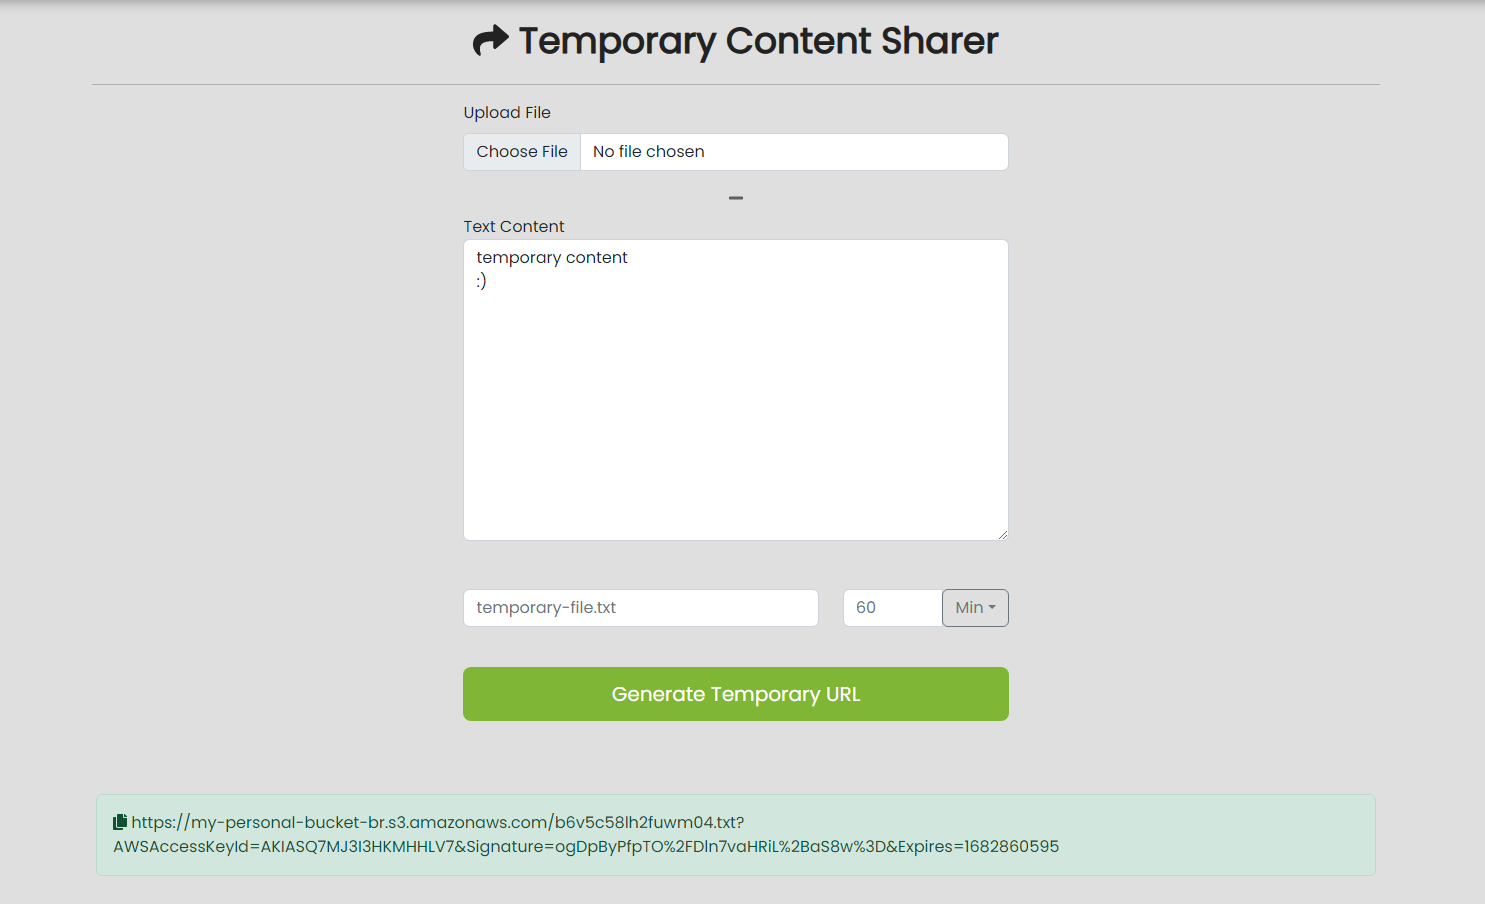 Temporary Content Sharer
Upload File
Choose File No file chosen
Text Content
temporary content
:)
temporary-file.txt 60 Min
Generate Temporary URL
https://my-personal-bucket-br.s3.amazonaws.com/b6v5c58lh2fuwm04.txt?
AWSAccessKeyId=AKIASQ7MJ3I3HKMHHLV7&Signature=ogDpByPfpTO%2FDln7vaHRiL%2BaS8w%3D&Expires=1682860595